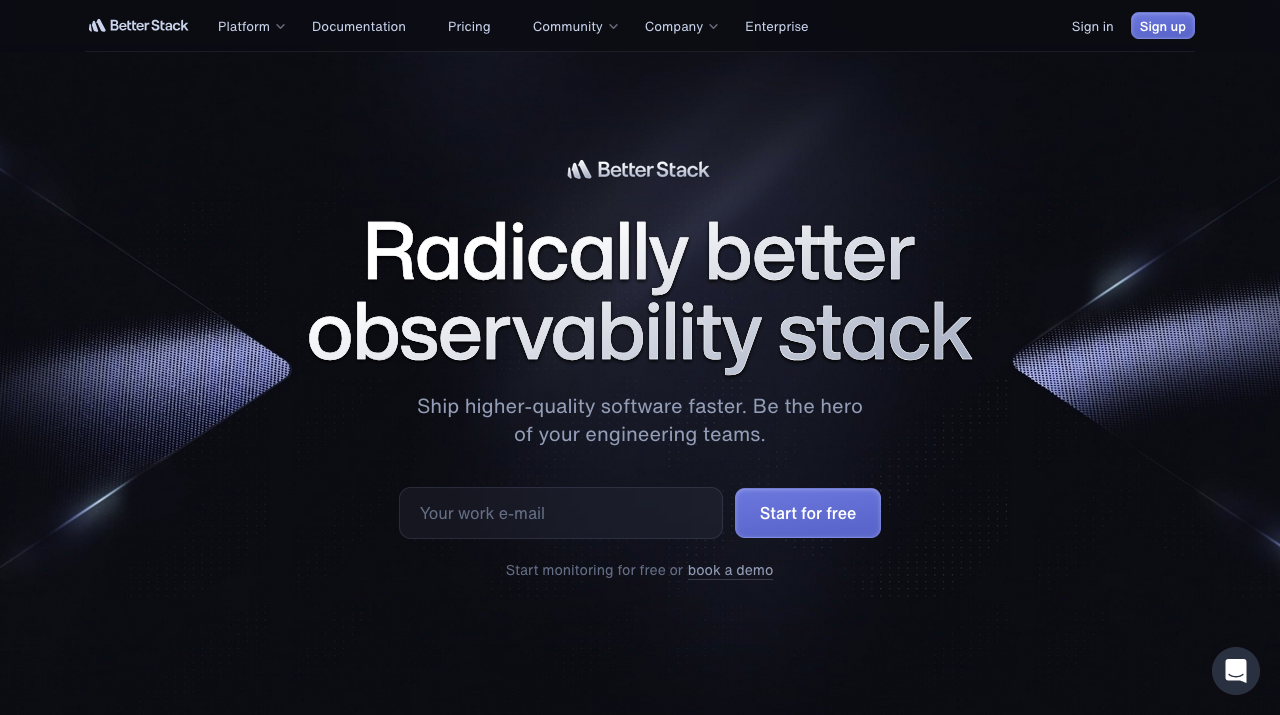 Better Stack
Platform
Documentation
Pricing
Community
Company
Enterprise
Sign in
Sign up
Better Stack
Radically better
observability stack
Ship higher-quality software faster. Be the hero
of your engineering teams.
Your work e-mail
Start for free
Start monitoring for free or book a demo